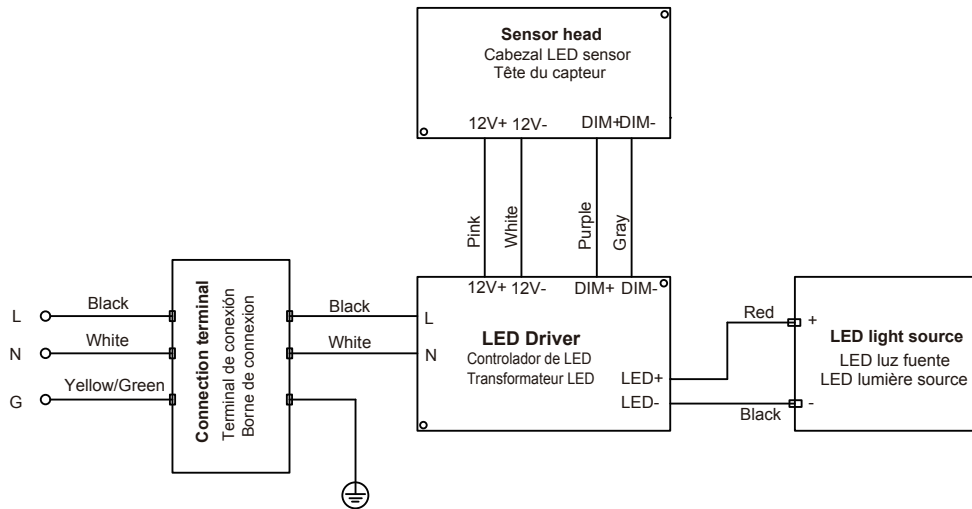 Sensor head
Cabezal LED sensor
Tête du capteur
12V+ 12V- DIM+ DIM-
Pink
White
Purple
Gray
12V+ 12V- DIM+ DIM-
L
Black
N
White
G
Yellow/Green
Connection terminal
Terminal de conexión
Borne de connexion
Black
White
L
N
LED Driver
Controlador de LED
Transformateur LED
LED+
LED-
Red
Black
+
-
LED light source
LED luz fuente
LED lumière source